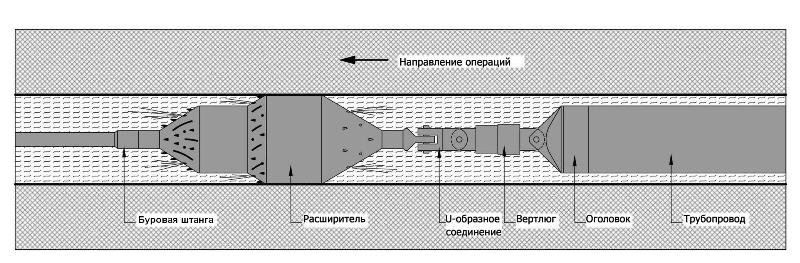 Направление операций
Буровая штанга
Расширитель
U-образное
соединение
Вертлюг
Оголовок
Трубопровод